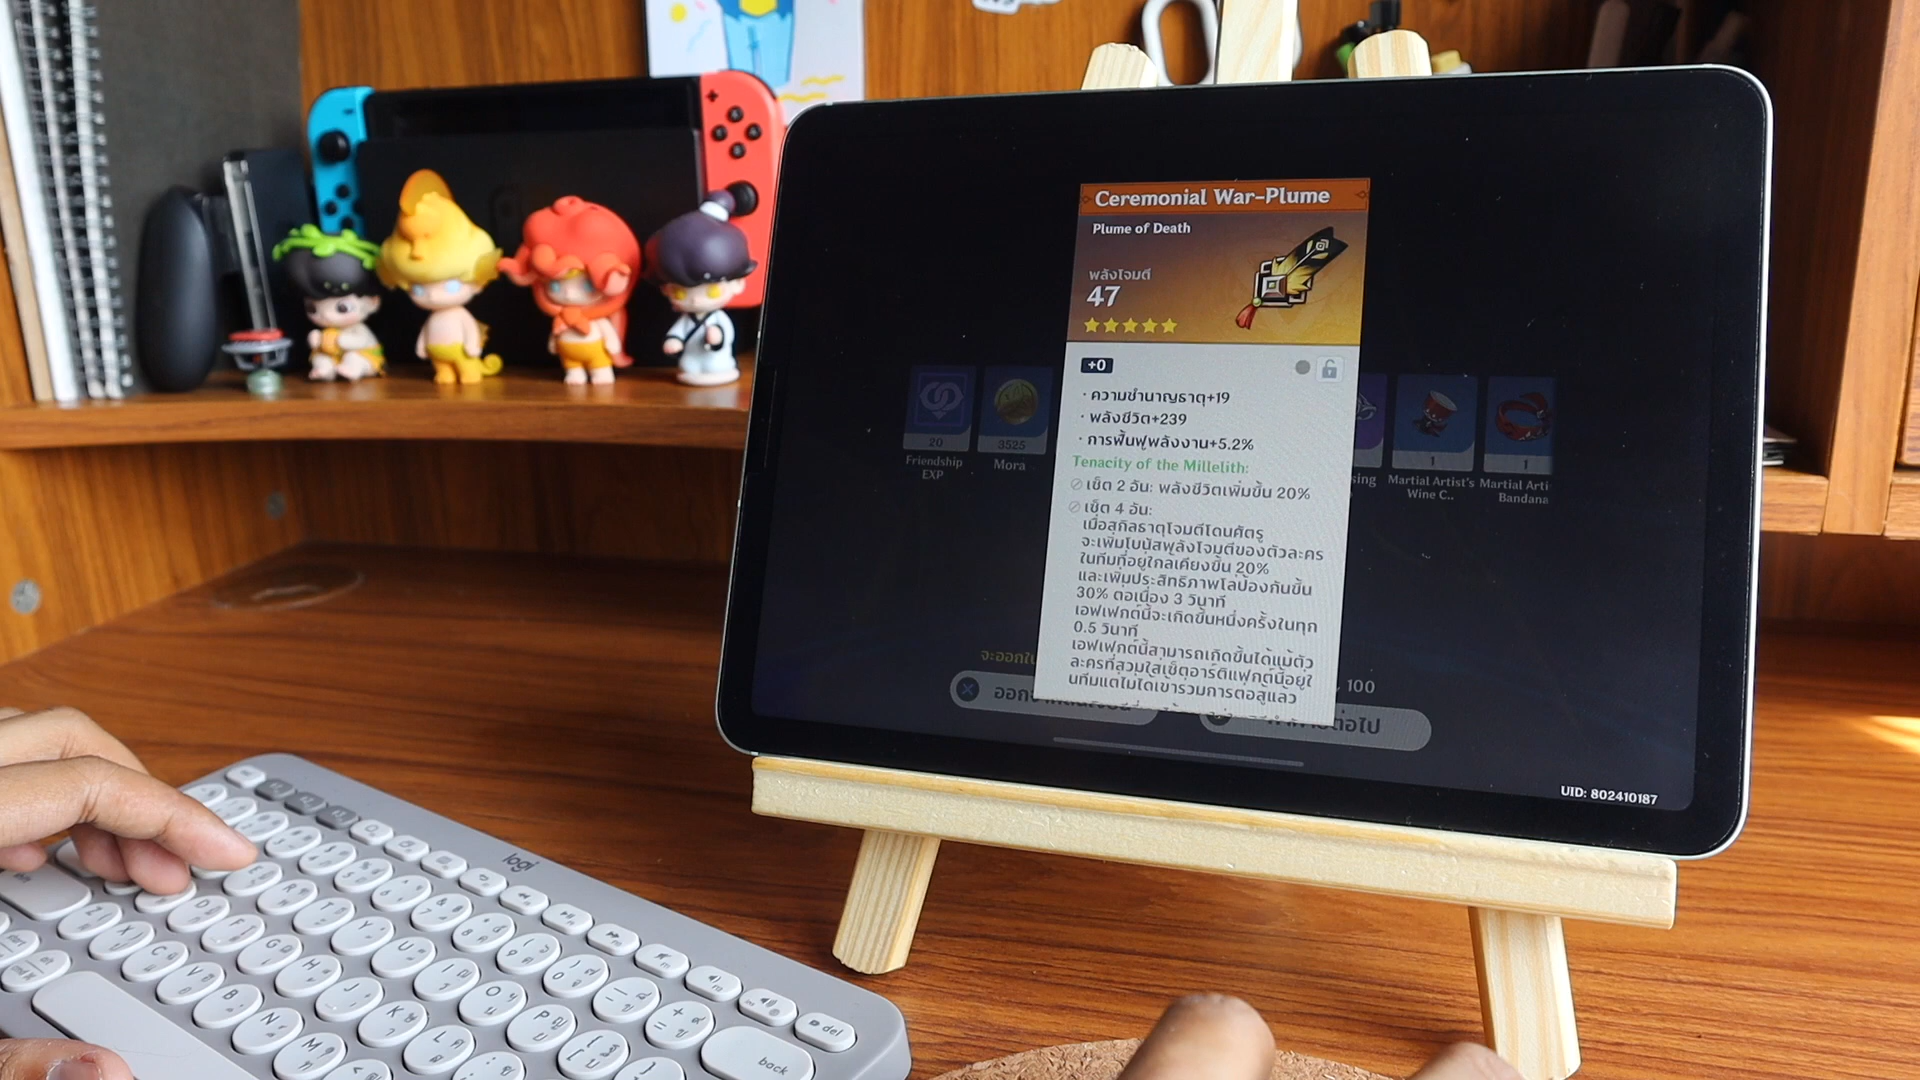 Ceremonial War-Plume
Plume of Death
พลังโจมตี
47
+0
· ความชำนาญธาตุ+19
· พลังชีวิต+239
· การฟื้นฟูพลังงาน+5.2%
Tenacity of the Millelith:
เซ็ต 2 อัน: พลังชีวิตเพิ่มขึ้น 20%
เซ็ต 4 อัน:
เมื่อสกิลธาตุโจมตีโดนศัตรู
จะเพิ่มโบนัสพลังโจมตีของตัวละคร
ในทีมที่อยู่ใกล้เคียงขึ้น 20%
และเพิ่มประสิทธิภาพโล่ป้องกันขึ้น
30% ต่อเนื่อง 3 วินาที
เอฟเฟกต์นี้จะเกิดขึ้นหนึ่งครั้งในทุก
0.5 วินาที
เอฟเฟกต์นี้สามารถเกิดขึ้นได้แม้ตัว
ละครที่สวมใส่เซ็ตอาร์ติแฟกต์นี้อยู่ใ
นทีมแต่ไม่ได้เข้าร่วมการต่อสู้แล้ว
20
Friendship
EXP
3525
Mora
1
Martial Artist's
Wine C..
1
Martial Arti
Bandana
100
ต่อไป
UID: 802410187
logi
E
R
T
Y
U
I
O
P
D
F
G
H
J
K
L
Z
X
C
V
B
N
M
del
back